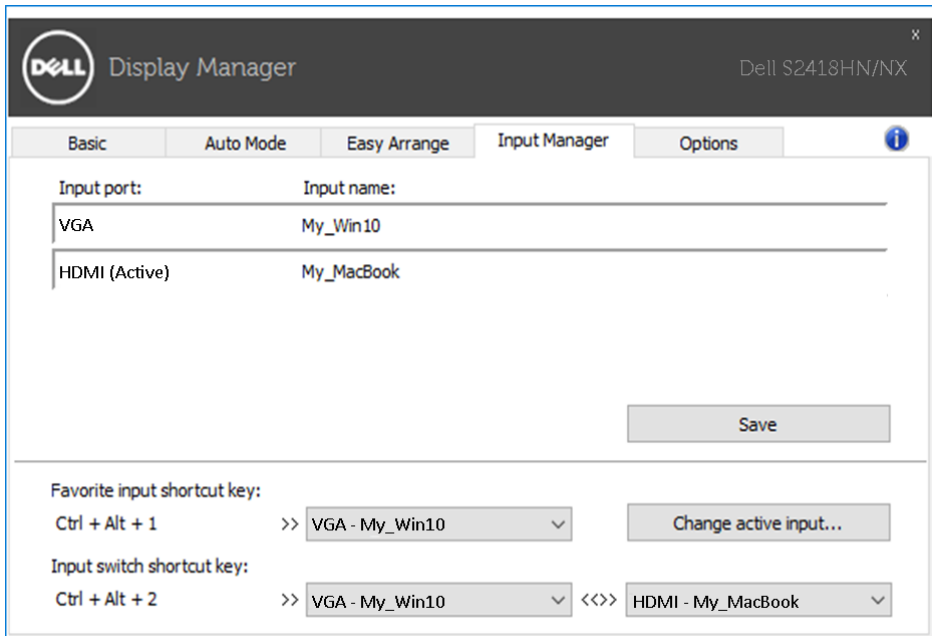 x
DELL Display Manager Dell S2418HN/NX
Basic Auto Mode Easy Arrange Input Manager Options
Input port: Input name:
VGA My_Win10
HDMI (Active) My_MacBook
Save
Favorite input shortcut key:
Ctrl + Alt + 1 >> VGA - My_Win10 Change active input...
Input switch shortcut key:
Ctrl + Alt + 2 >> VGA - My_Win10 <<>> HDMI - My_MacBook